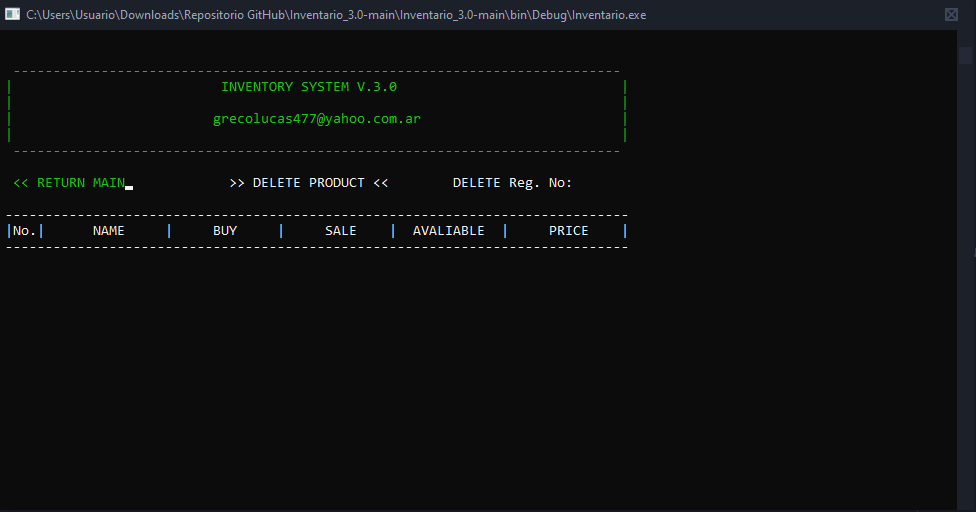 C:\Users\Usuario\Downloads\Repositorio GitHub\Inventario_3.0-main\Inventario_3.0-main\bin\Debug\Inventario.exe
INVENTORY SYSTEM V.3.0
grecolucas477@yahoo.com.ar
<< RETURN MAIN >> DELETE PRODUCT << DELETE Reg. No:
|No.| NAME | BUY | SALE | AVALIABLE | PRICE |